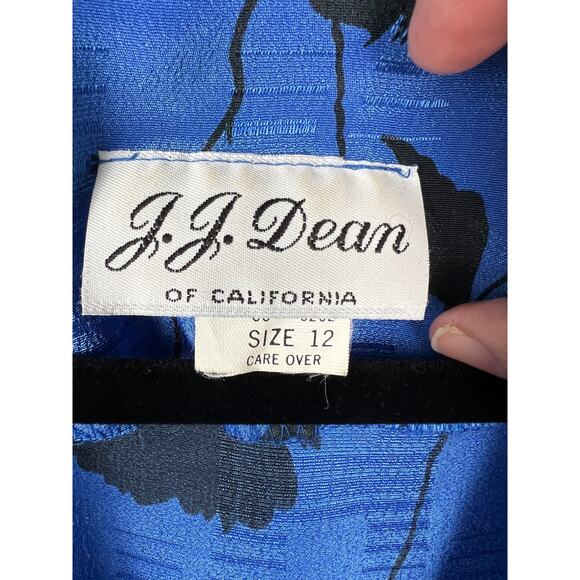 J.J. Dean
OF CALIFORNIA
SIZE 12
CARE OVER